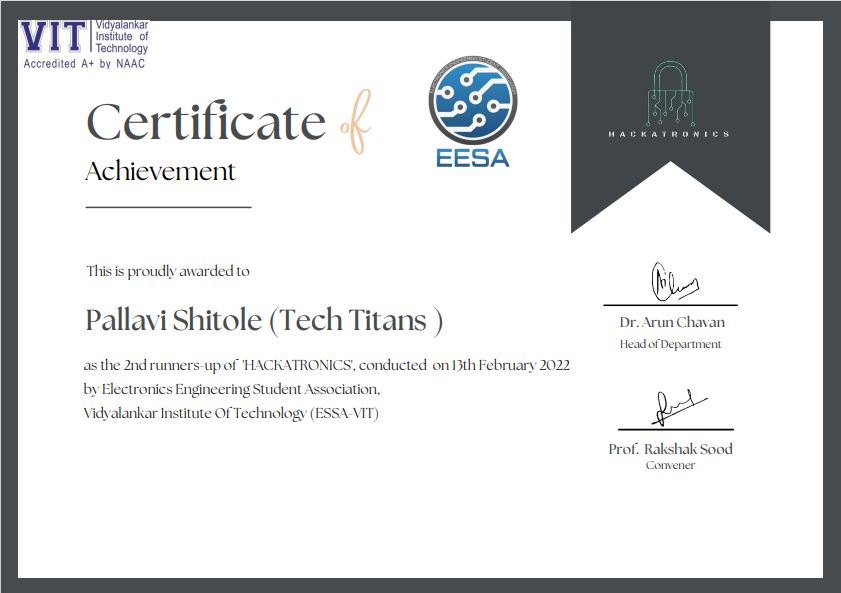 VIT Vidyalankar
Institute of
Technology
Accredited A+ by NAAC
Certificate of
Achievement
EESA
HACKATRONICS
This is proudly awarded to
Pallavi Shitole (Tech Titans )
as the 2nd runners-up of 'HACKATRONICS', conducted on 13th February 2022
by Electronics Engineering Student Association,
Vidyalankar Institute Of Technology (ESSA-VIT)
Dr. Arun Chavan
Head of Department
Prof. Rakshak Sood
Convener